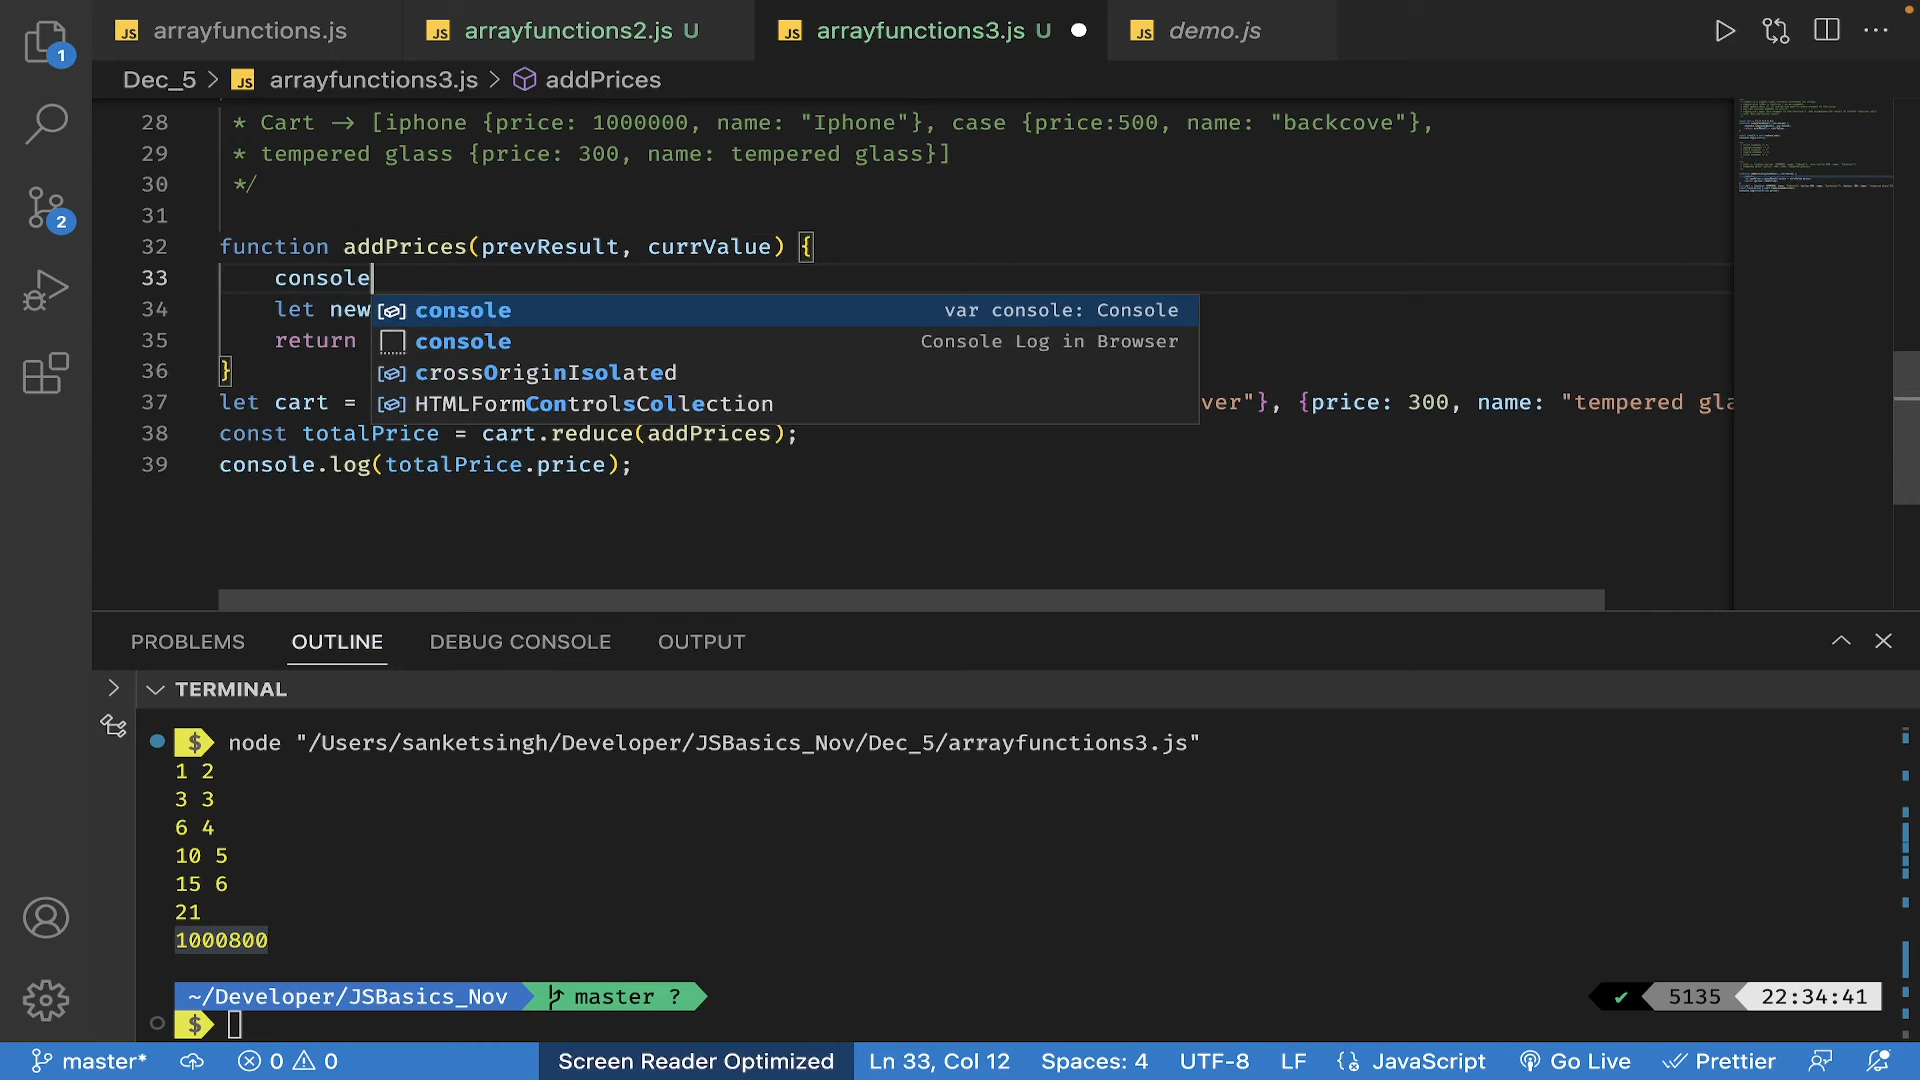 arrayfunctions.js
arrayfunctions2.js U
arrayfunctions3.js U
demo.js
1
Dec_5 > arrayfunctions3.js > addPrices
28 * Cart -> [iphone {price: 1000000, name: "Iphone"}, case {price:500, name: "backcove"},
29 * tempered glass {price: 300, name: tempered glass}]
30 */
31
2
32 function addPrices(prevResult, currValue) {
33 console
34 let new
console var console: Console
35 return
console Console Log in Browser
36 }
crossOriginIsolated
37 let cart = ver"}, {price: 300, name: "tempered gla
HTMLFormControlsCollection
38 const totalPrice = cart.reduce(addPrices);
39 console.log(totalPrice.price);
PROBLEMS OUTLINE DEBUG CONSOLE OUTPUT
TERMINAL
$ node "/Users/sanketsingh/Developer/JSBasics_Nov/Dec_5/arrayfunctions3.js"
1 2
3 3
6 4
10 5
15 6
21
1000800
~/Developer/JSBasics_Nov master ? ✔ 5135 22:34:41
$
master* 0 0 Screen Reader Optimized Ln 33, Col 12 Spaces: 4 UTF-8 LF JavaScript Go Live Prettier